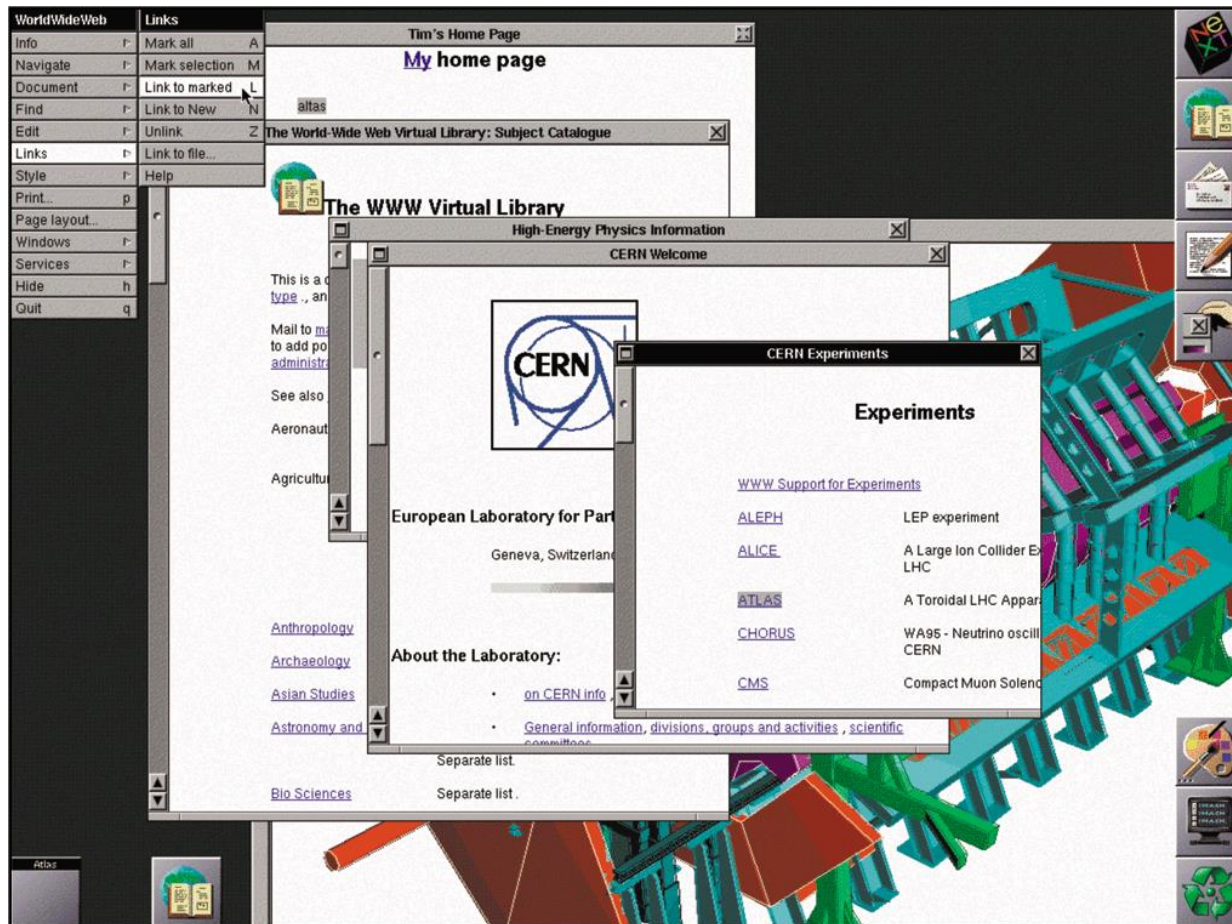 WorldWideWeb
Info
Navigate
Document
Find
Edit
Links
Style
Print... p
Page layout...
Windows
Services
Hide h
Quit q
Links
Mark all A
Mark selection M
Link to marked L
Link to New N
Unlink Z
Link to file...
Help
Tim's Home Page
My home page
altas
The World-Wide Web Virtual Library: Subject Catalogue
The WWW Virtual Library
This is a
type ., an
Mail to
to add po
administr
See also
Aeronaut
Agricultu
Anthropology
Archaeology
Asian Studies
Astronomy and
Separate list.
Bio Sciences Separate list .
High-Energy Physics Information
CERN Welcome
CERN
European Laboratory for Part
Geneva, Switzerlan
About the Laboratory:
• on CERN info ,
• General information, divisions, groups and activities , scientific
committees
CERN Experiments
Experiments
WWW Support for Experiments
ALEPH LEP experiment
ALICE A Large Ion Collider E
LHC
ATLAS A Toroidal LHC Appar
CHORUS WA95 - Neutrino oscill
CERN
CMS Compact Muon Soleno
NeXT
Atlas